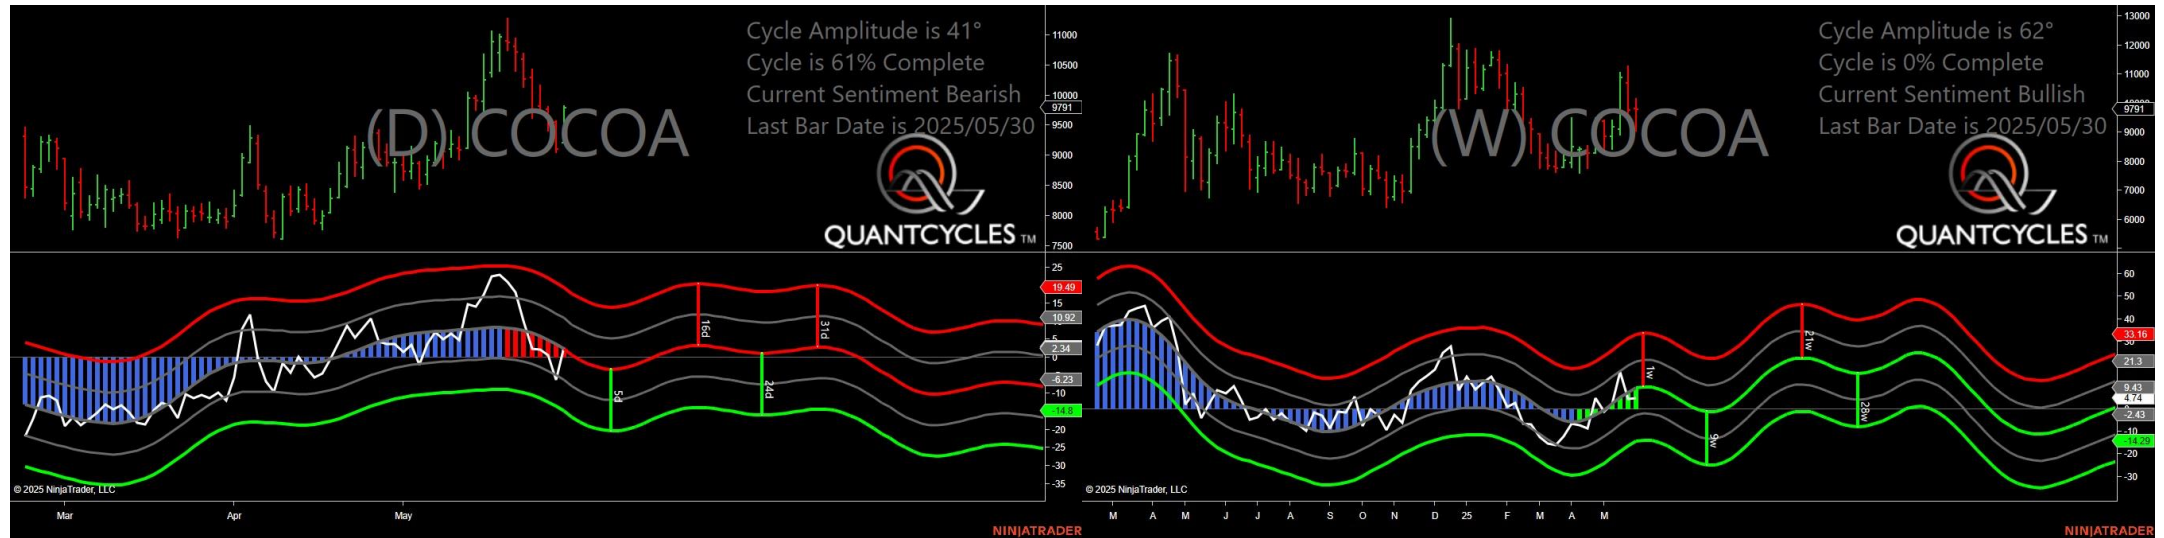 Cycle Amplitude is 41°
Cycle is 61% Complete
Current Sentiment Bearish
Last Bar Date is 2025/05/30
(D) COCOA
QUANTCYCLES TM
11000
10500
10000
9791
9500
9000
8500
8000
7500
25
19.49
15
10.92
5
2.34
0
-6.23
-10
-14.8
-20
-25
-30
-35
5d
16d
24d
31d
© 2025 NinjaTrader, LLC
Mar Apr May
NINJATRADER
Cycle Amplitude is 62°
Cycle is 0% Complete
Current Sentiment Bullish
Last Bar Date is 2025/05/30
(W) COCOA
QUANTCYCLES TM
13000
12000
11000
9791
9000
8000
7000
6000
60
50
40
33.16
30
21.3
9.43
4.74
-2.43
-10
-14.29
-20
-30
1w
9w
21w
28w
© 2025 NinjaTrader, LLC
M A M J J A S O N D 25 F M A M
NINJATRADER